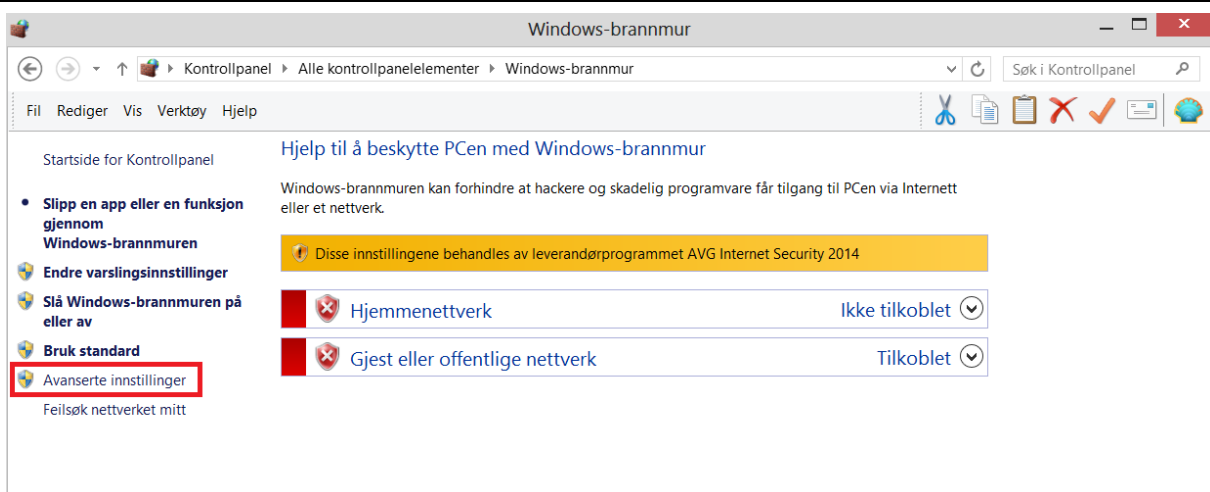 Windows-brannmur
Kontrollpanel Alle kontrollpanelelementer Windows-brannmur Søk i Kontrollpanel
Fil Rediger Vis Verktøy Hjelp
Startside for Kontrollpanel
Slipp en app eller en funksjon
gjennom
Windows-brannmuren
Endre varslingsinnstillinger
Slå Windows-brannmuren på
eller av
Bruk standard
Avanserte innstillinger
Feilsøk nettverket mitt
Hjelp til å beskytte PCen med Windows-brannmur
Windows-brannmuren kan forhindre at hackere og skadelig programvare får tilgang til PCen via Internett
eller et nettverk.
Disse innstillingene behandles av leverandørprogrammet AVG Internet Security 2014
Hjemmenettverk Ikke tilkoblet
Gjest eller offentlige nettverk Tilkoblet